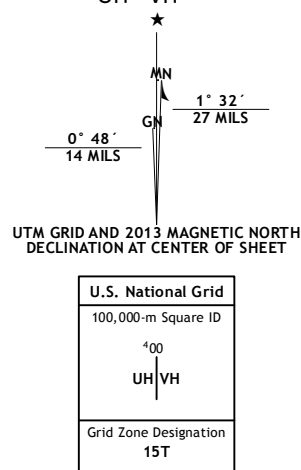 UH VH
★
MN
1° 32´
27 MILS
GN
0° 48´
14 MILS
UTM GRID AND 2013 MAGNETIC NORTH
DECLINATION AT CENTER OF SHEET
U.S. National Grid
100,000-m Square ID
400
UH VH
Grid Zone Designation
15T